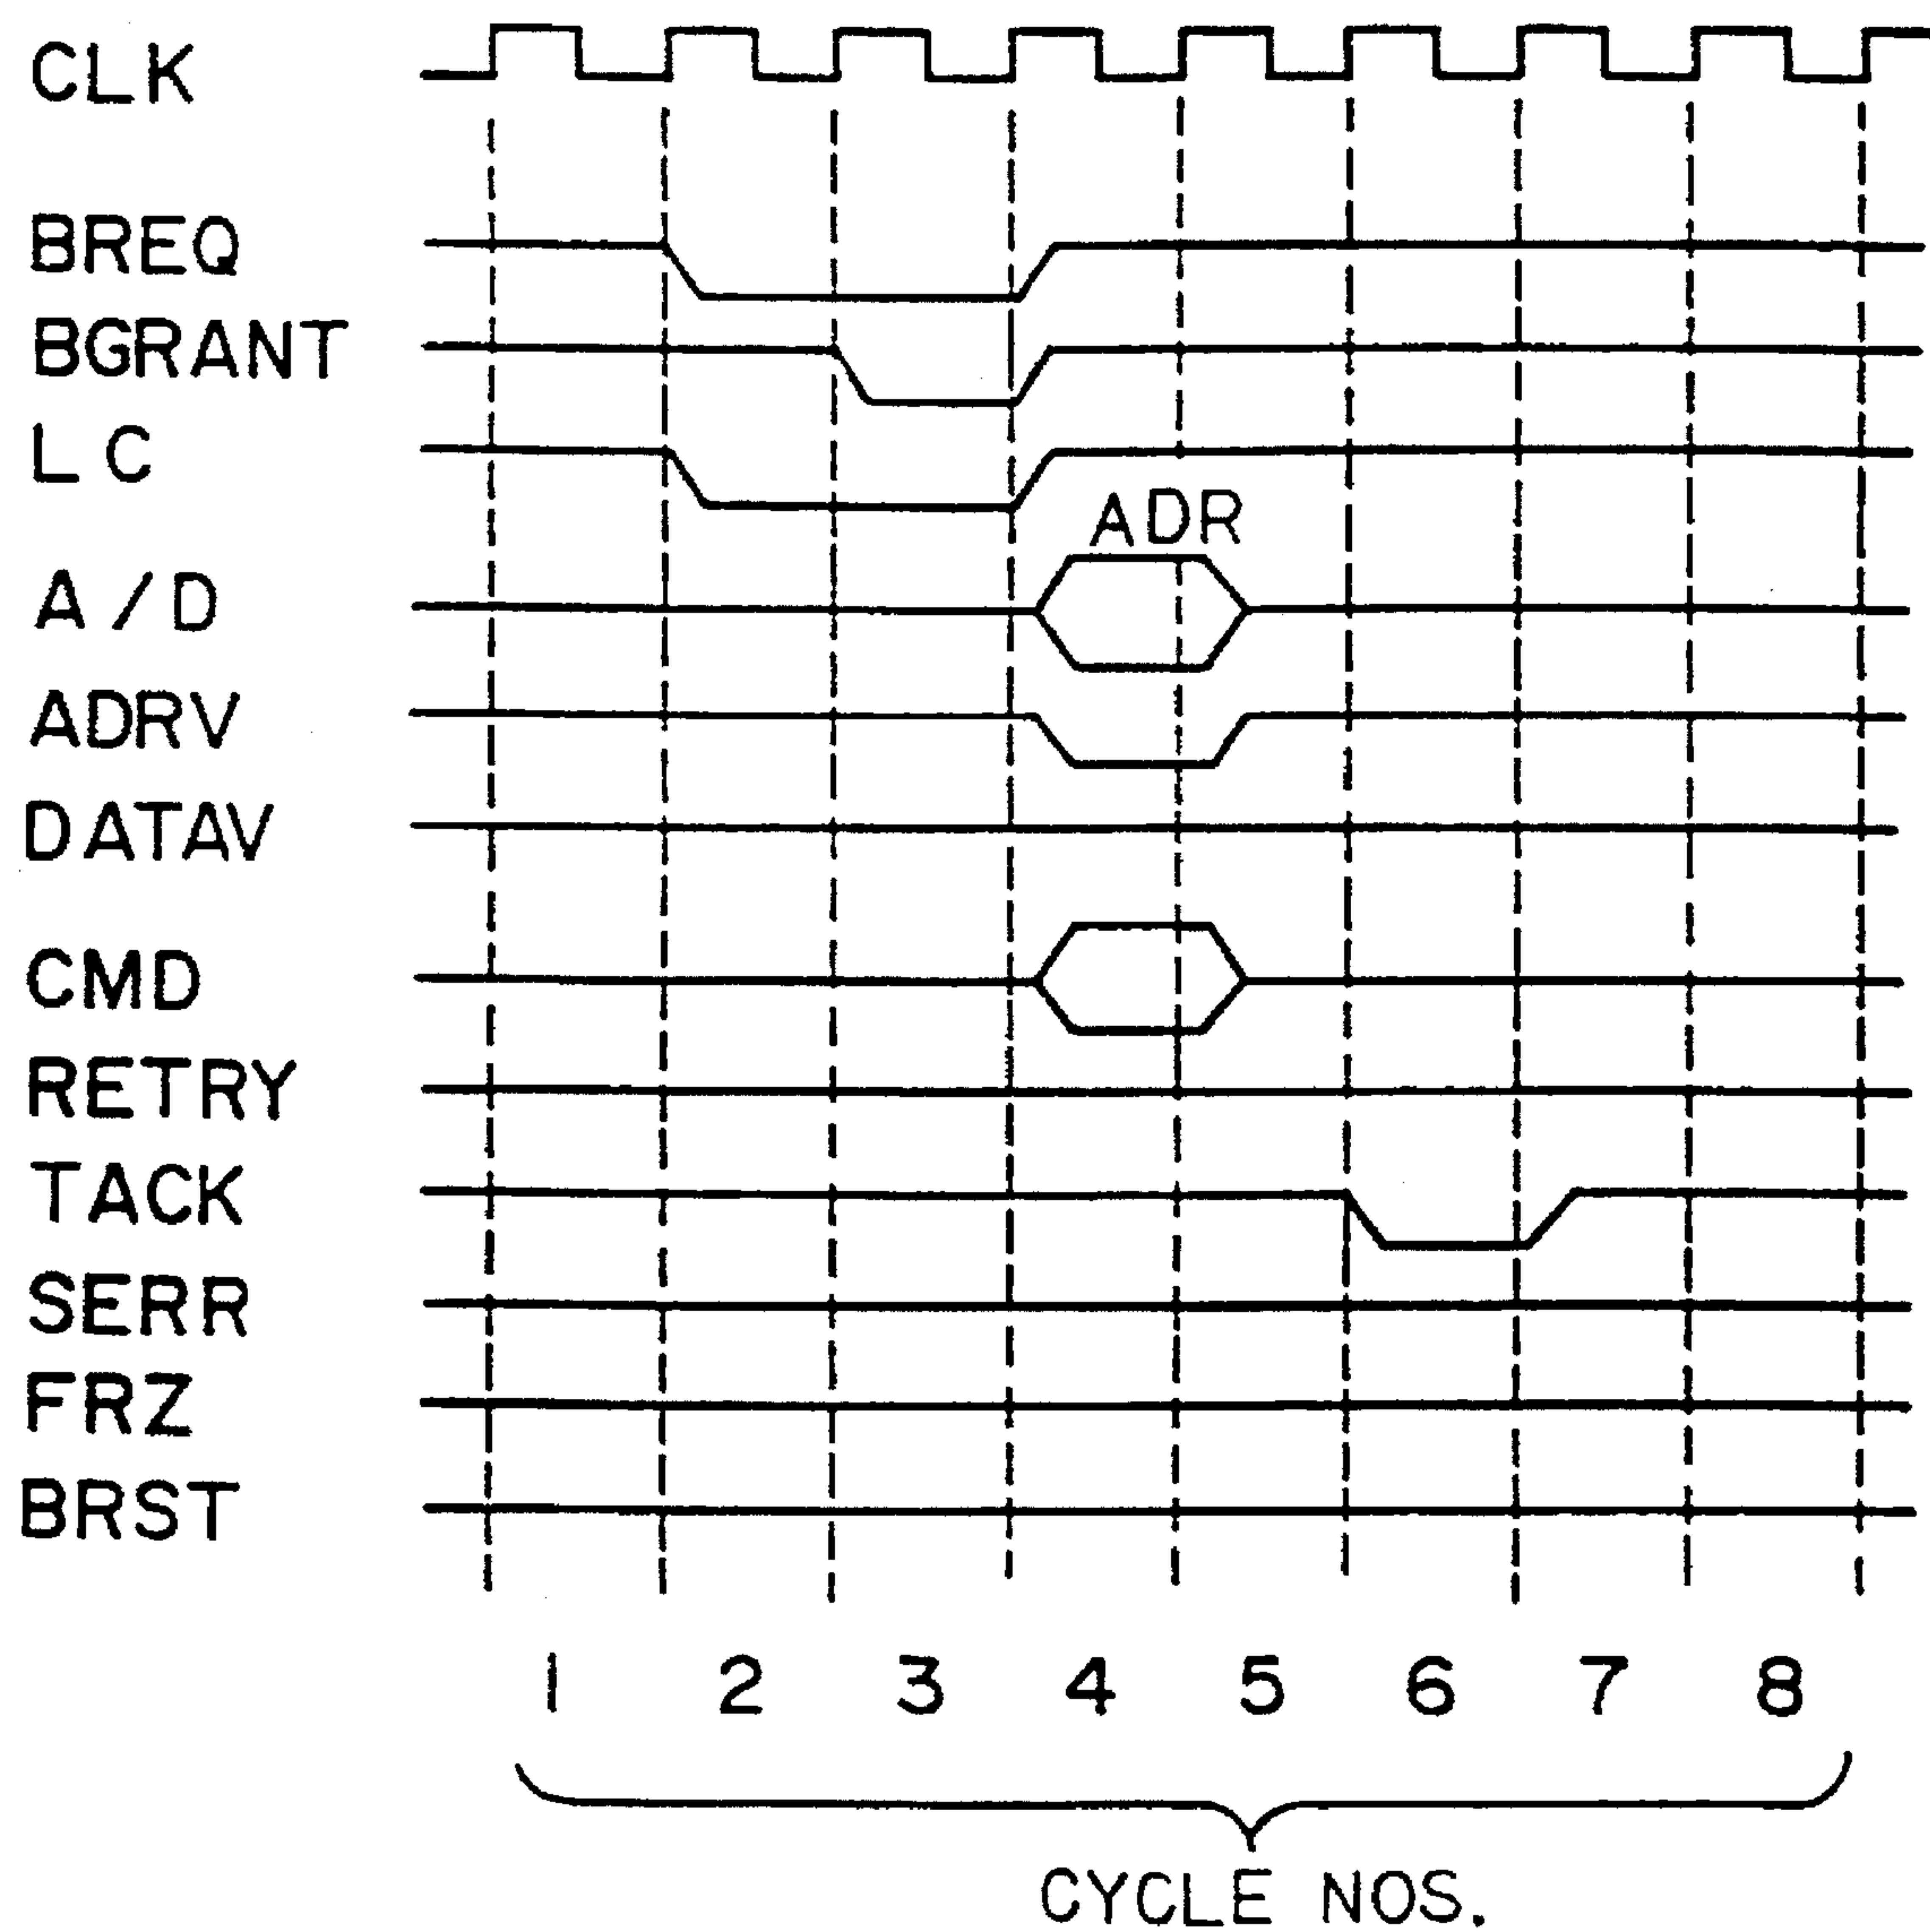 CLK
BREQ
BGRANT
LC
ADR
A/D
ADRV
DATAV
CMD
RETRY
TACK
SERR
FRZ
BRST
1 2 3 4 5 6 7 8
CYCLE NOS.